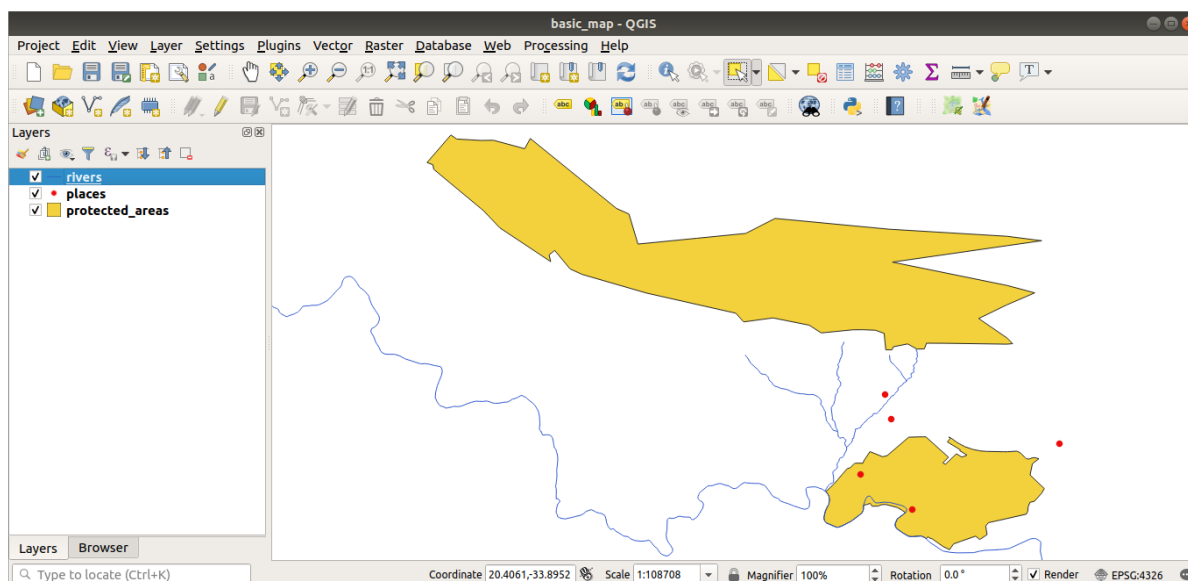 basic_map - QGIS
Project Edit View Layer Settings Plugins Vector Raster Database Web Processing Help
Layers
rivers
places
protected_areas
Layers Browser
Type to locate (Ctrl+K) Coordinate 20.4061,-33.8952 Scale 1:108708 Magnifier 100% Rotation 0.0 ° Render EPSG:4326